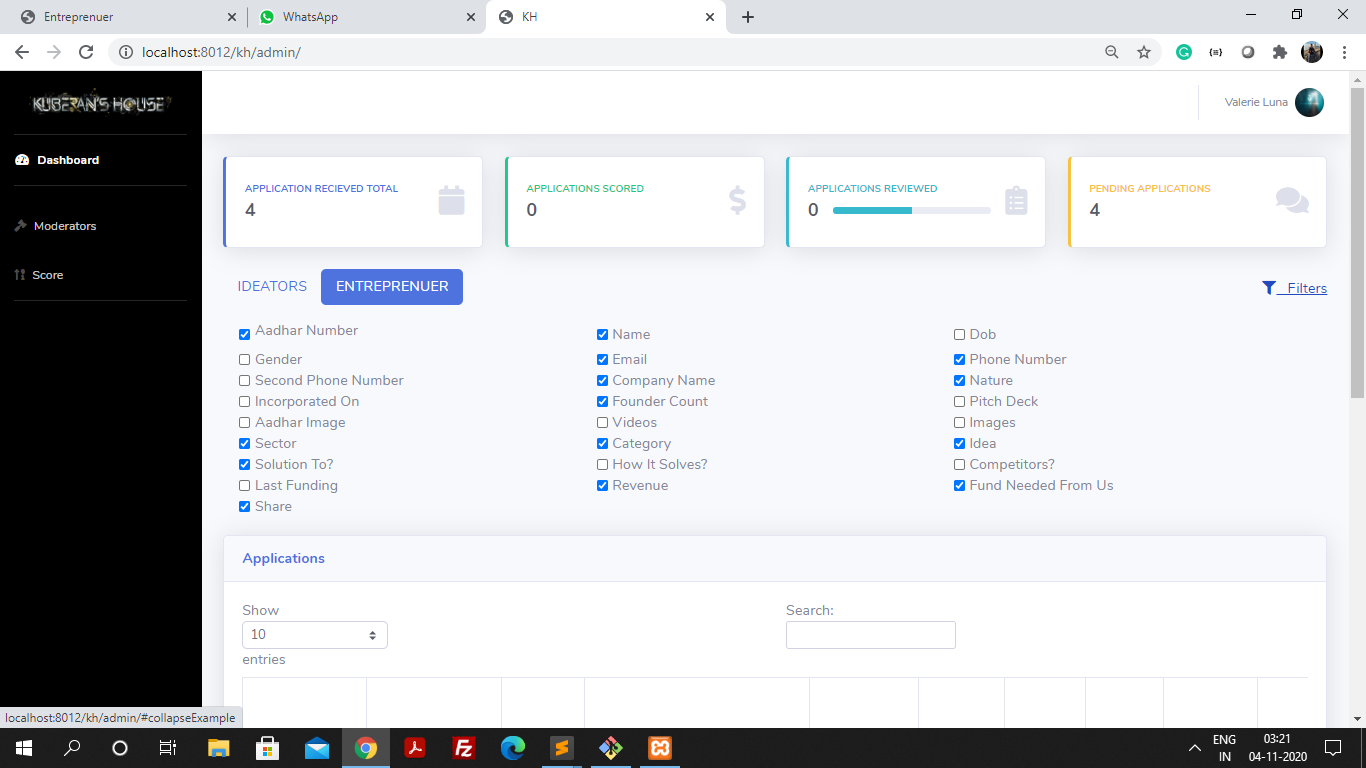 Entreprenuer
WhatsApp
KH
localhost:8012/kh/admin/
KUBERAN'S HOUSE
Valerie Luna
Dashboard
Moderators
Score
APPLICATION RECIEVED TOTAL
4
APPLICATIONS SCORED
0
APPLICATIONS REVIEWED
0
PENDING APPLICATIONS
4
IDEATORS ENTREPRENUER Filters
Aadhar Number Name Dob
Gender Email Phone Number
Second Phone Number Company Name Nature
Incorporated On Founder Count Pitch Deck
Aadhar Image Videos Images
Sector Category Idea
Solution To? How It Solves? Competitors?
Last Funding Revenue Fund Needed From Us
Share
Applications
Show Search:
10
entries
localhost:8012/kh/admin/#collapseExample
ENG 03:21
IN 04-11-2020